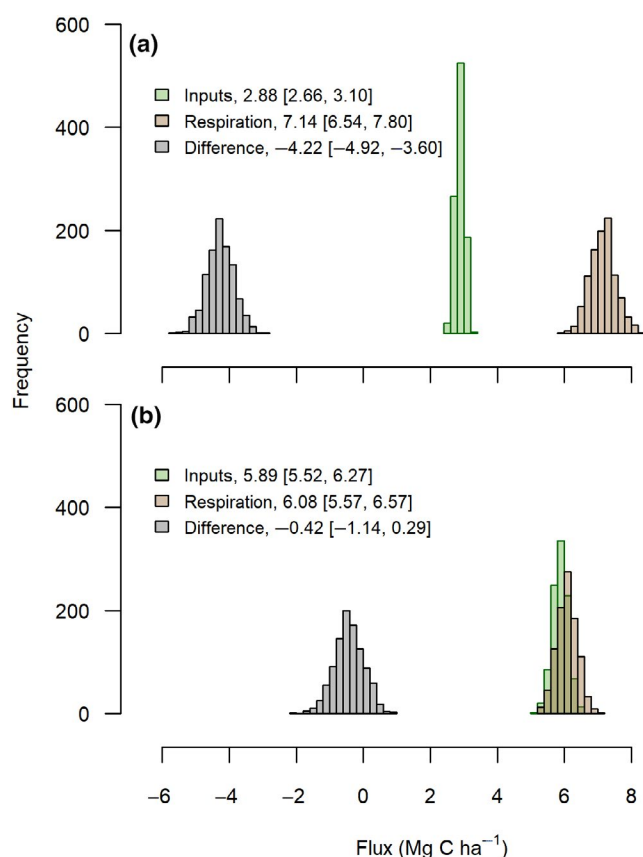 600
(a)
Inputs, 2.88 [2.66, 3.10]
Respiration, 7.14 [6.54, 7.80]
Difference, −4.22 [−4.92, −3.60]
400
200
0
Frequency
600
(b)
Inputs, 5.89 [5.52, 6.27]
Respiration, 6.08 [5.57, 6.57]
Difference, −0.42 [−1.14, 0.29]
400
200
0
−6 −4 −2 0 2 4 6 8
Flux (Mg C ha⁻¹)